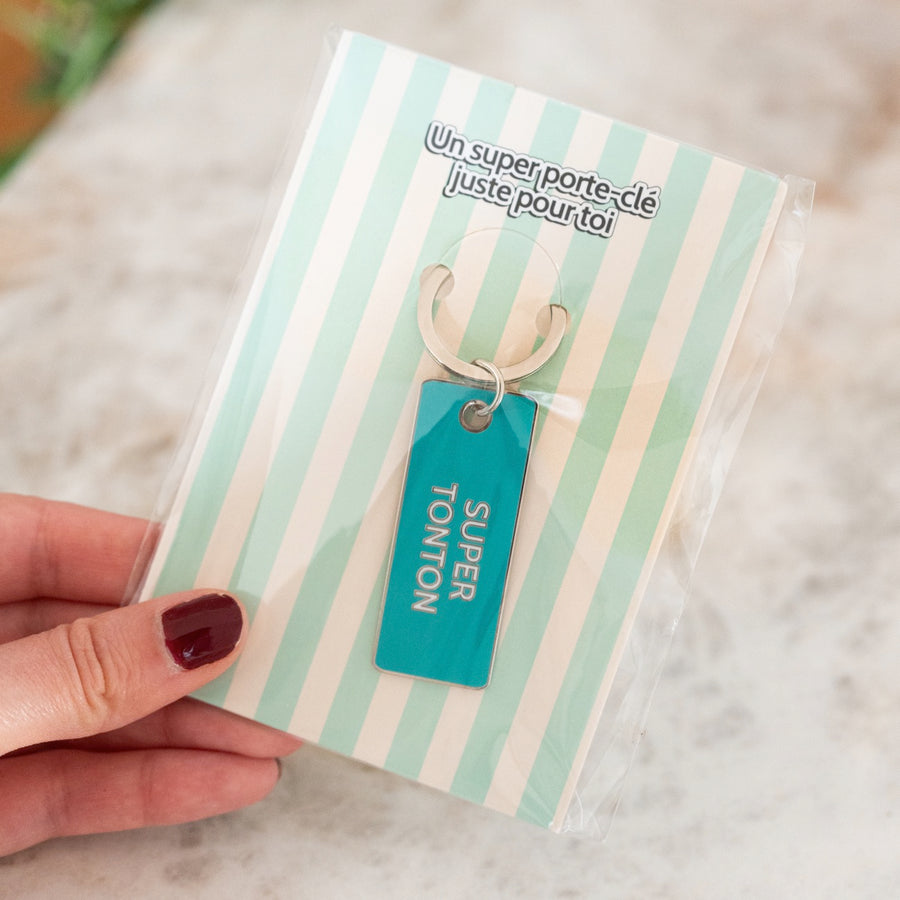 Un super porte-clé
juste pour toi
SUPER
TONTON